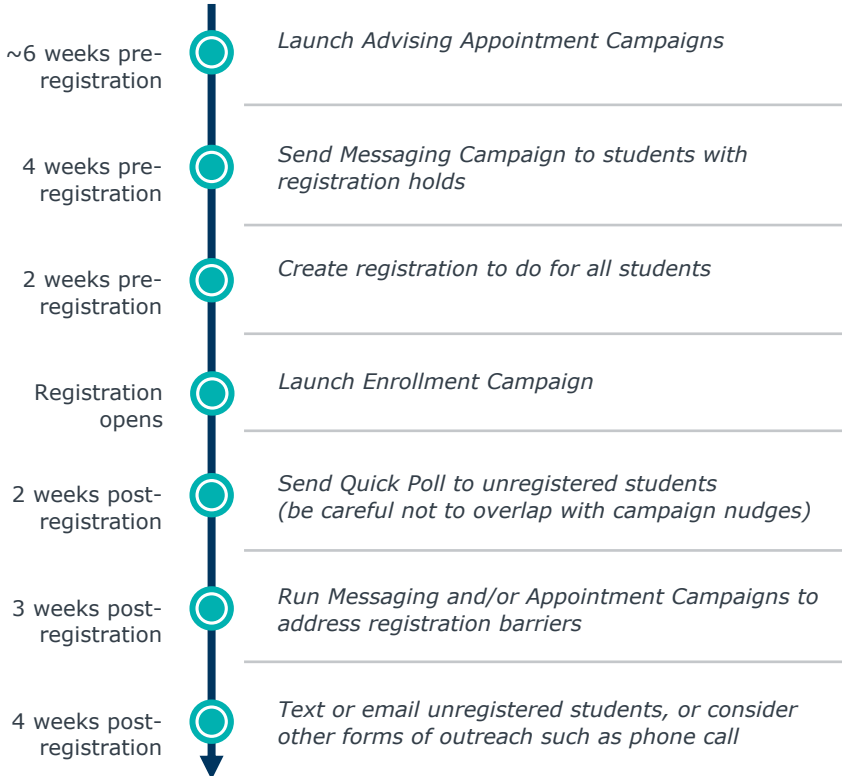 ~6 weeks pre-
registration
Launch Advising Appointment Campaigns
4 weeks pre-
registration
Send Messaging Campaign to students with
registration holds
2 weeks pre-
registration
Create registration to do for all students
Registration
opens
Launch Enrollment Campaign
2 weeks post-
registration
Send Quick Poll to unregistered students
(be careful not to overlap with campaign nudges)
3 weeks post-
registration
Run Messaging and/or Appointment Campaigns to
address registration barriers
4 weeks post-
registration
Text or email unregistered students, or consider
other forms of outreach such as phone call